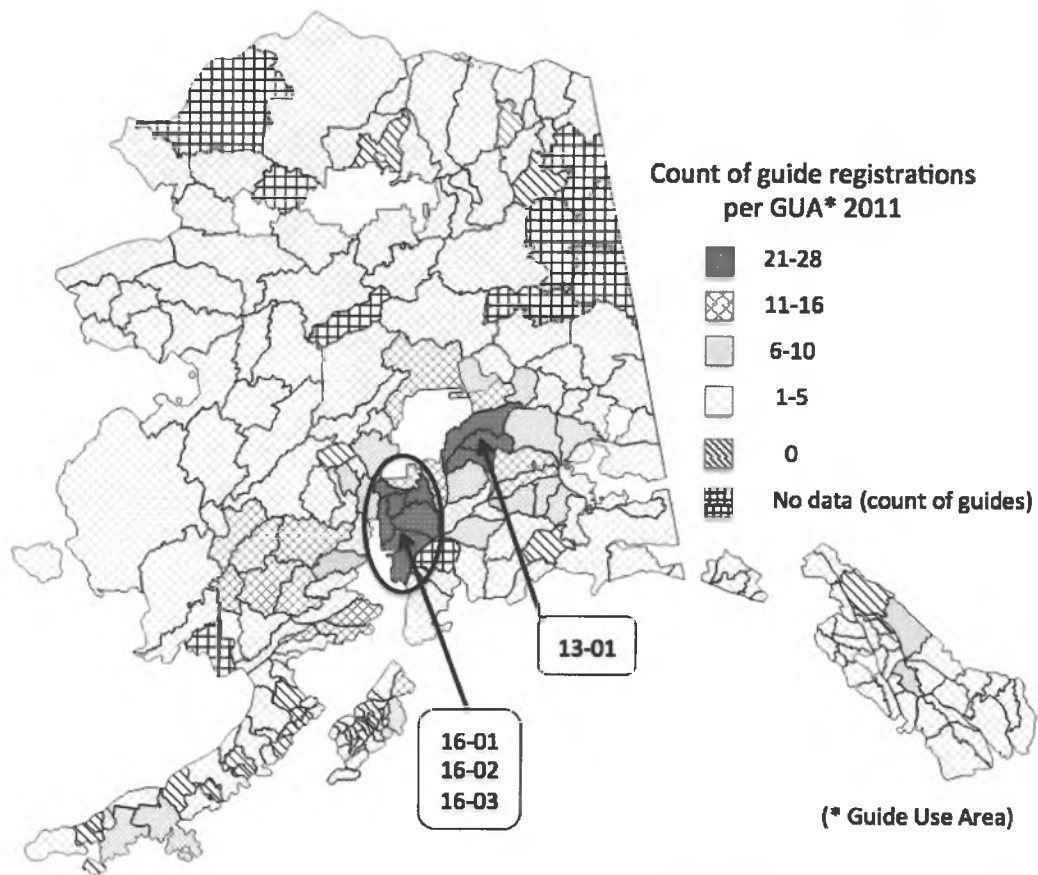 Count of guide registrations
per GUA* 2011
21-28
11-16
6-10
1-5
0
No data (count of guides)
13-01
16-01
16-02
16-03
(* Guide Use Area)